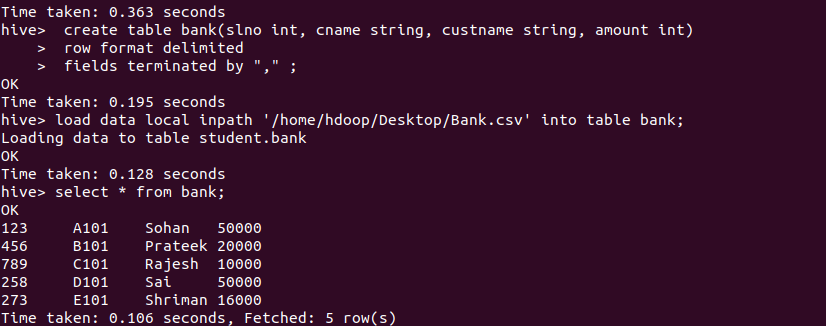 Time taken: 0.363 seconds
hive>  create table bank(slno int, cname string, custname string, amount int)
    >  row format delimited
    >  fields terminated by "," ;
OK
Time taken: 0.195 seconds
hive> load data local inpath '/home/hdoop/Desktop/Bank.csv' into table bank;
Loading data to table student.bank
OK
Time taken: 0.128 seconds
hive> select * from bank;
OK
123     A101    Sohan   50000
456     B101    Prateek 20000
789     C101    Rajesh  10000
258     D101    Sai     50000
273     E101    Shriman 16000
Time taken: 0.106 seconds, Fetched: 5 row(s)